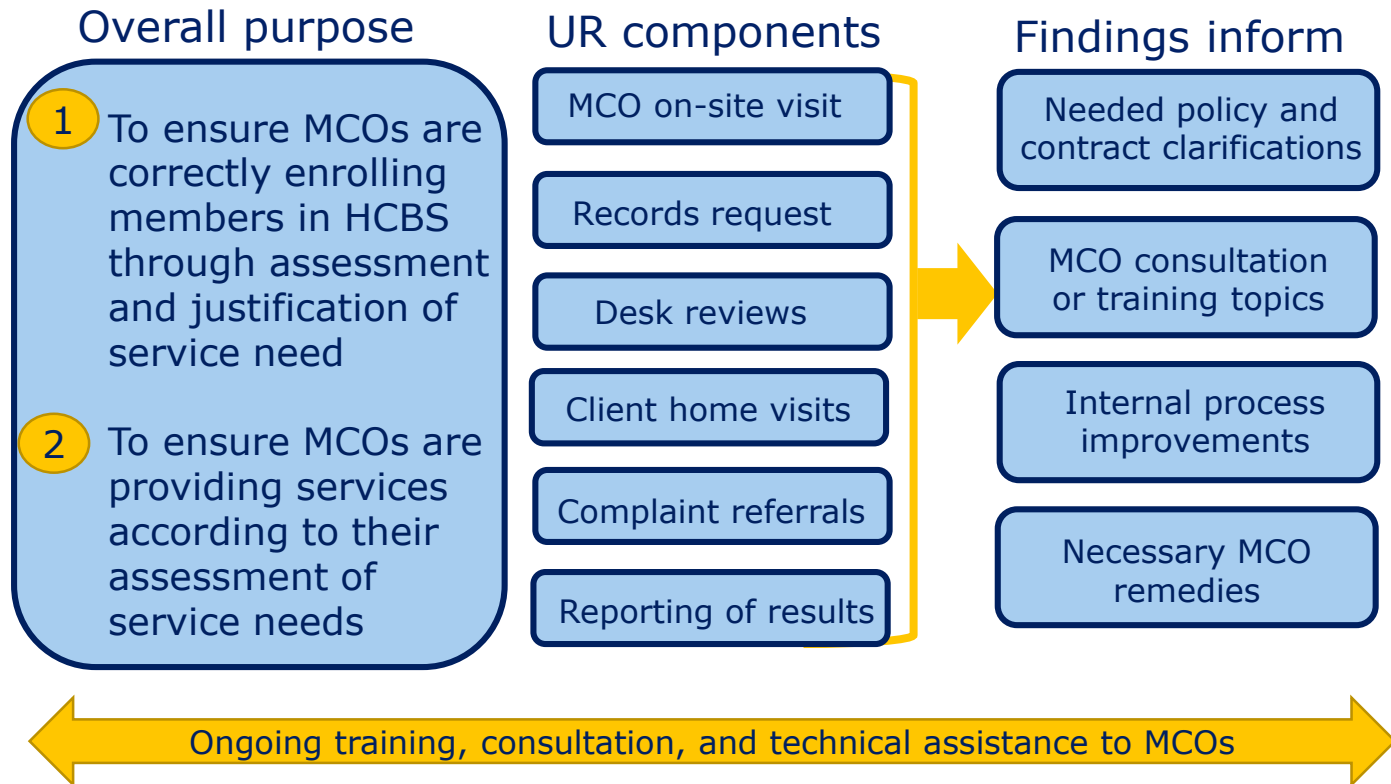 Overall purpose
1
To ensure MCOs are
correctly enrolling
members in HCBS
through assessment
and justification of
service need
2
To ensure MCOs are
providing services
according to their
assessment of
service needs
UR components
MCO on-site visit
Records request
Desk reviews
Client home visits
Complaint referrals
Reporting of results
Findings inform
Needed policy and
contract clarifications
MCO consultation
or training topics
Internal process
improvements
Necessary MCO
remedies
Ongoing training, consultation, and technical assistance to MCOs